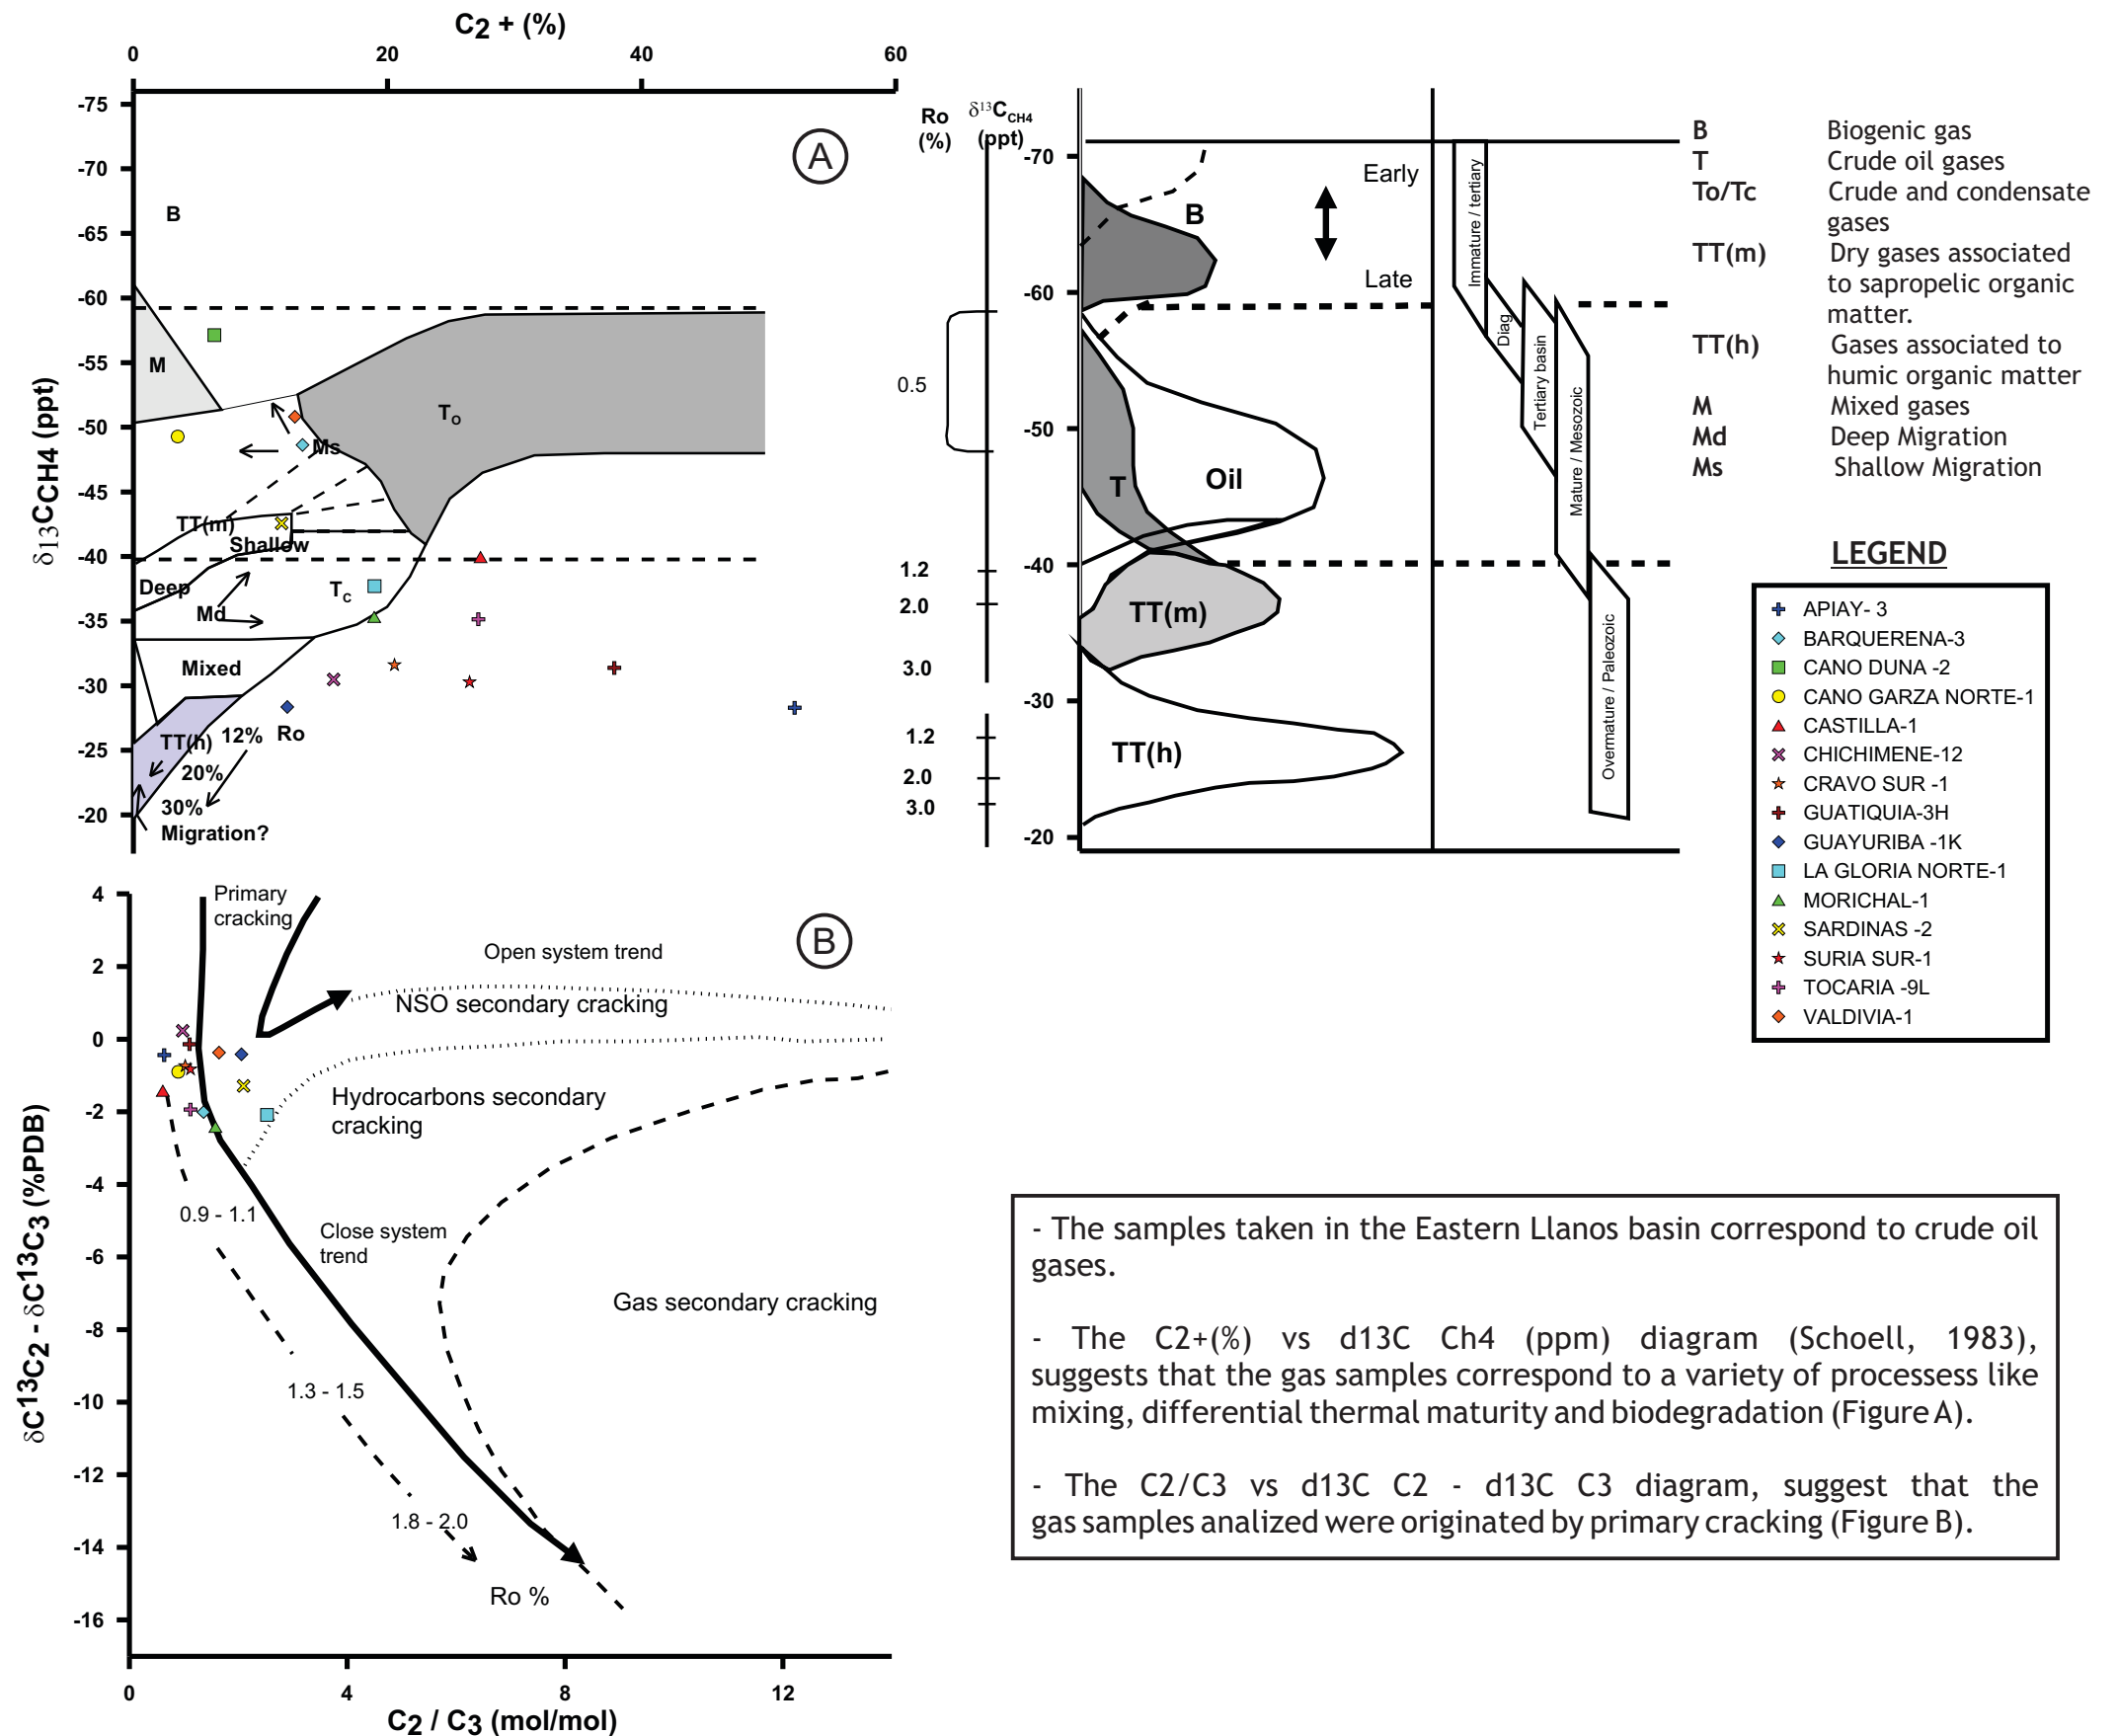 C2 + (%)
0 20 40 60
-75
-70
-65
-60
-55
-50
-45
-40
-35
-30
-25
-20
δ13CCH4 (ppt)
A
B
M
To
Ms
TT(m)
Shallow
Deep
Md
Tc
Mixed
TT(h)
12%
Ro
20%
30%
Migration?
Ro
(%)
δ13CCH4
(ppt)
0.5
1.2
2.0
3.0
1.2
2.0
3.0
-70
-60
-50
-40
-30
-20
Early
B
Late
T
Oil
TT(m)
TT(h)
Immature / tertiary
Diag
Tertiary basin
Mature / Mesozoic
Overmature / Paleozoic
B Biogenic gas
T Crude oil gases
To/Tc Crude and condensate
gases
TT(m) Dry gases associated
to sapropelic organic
matter.
TT(h) Gases associated to
humic organic matter
M Mixed gases
Md Deep Migration
Ms Shallow Migration
LEGEND
APIAY- 3
BARQUERENA-3
CANO DUNA -2
CANO GARZA NORTE-1
CASTILLA-1
CHICHIMENE-12
CRAVO SUR -1
GUATIQUIA-3H
GUAYURIBA -1K
LA GLORIA NORTE-1
MORICHAL-1
SARDINAS -2
SURIA SUR-1
TOCARIA -9L
VALDIVIA-1
4
2
0
-2
-4
-6
-8
-10
-12
-14
-16
δC13C2 - δC13C3 (%PDB)
Primary
cracking
B
Open system trend
NSO secondary cracking
Hydrocarbons secondary
cracking
0.9 - 1.1
Close system
trend
Gas secondary cracking
1.3 - 1.5
1.8 - 2.0
Ro %
0 4 8 12
C2 / C3 (mol/mol)
- The samples taken in the Eastern Llanos basin correspond to crude oil
gases.
- The C2+(%) vs d13C Ch4 (ppm) diagram (Schoell, 1983),
suggests that the gas samples correspond to a variety of processess like
mixing, differential thermal maturity and biodegradation (Figure A).
- The C2/C3 vs d13C C2 - d13C C3 diagram, suggest that the
gas samples analized were originated by primary cracking (Figure B).